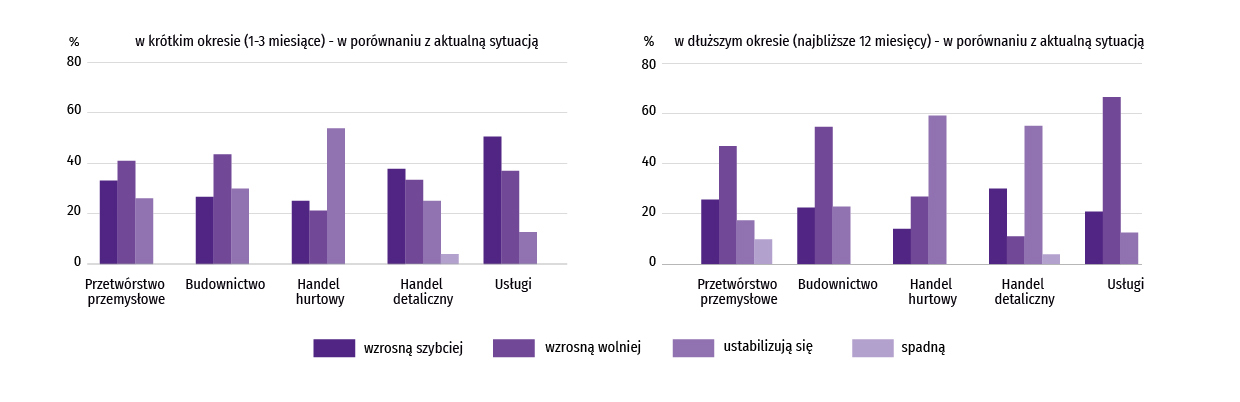 % w krótkim okresie (1-3 miesiące) - w porównaniu z aktualną sytuacją
80
60
40
20
0
Przetwórstwo
przemysłowe
Budownictwo
Handel
hurtowy
Handel
detaliczny
Usługi
% w dłuższym okresie (najbliższe 12 miesięcy) - w porównaniu z aktualną sytuacją
80
60
40
20
0
Przetwórstwo
przemysłowe
Budownictwo
Handel
hurtowy
Handel
detaliczny
Usługi
wzrosną szybciej
wzrosną wolniej
ustabilizują się
spadną